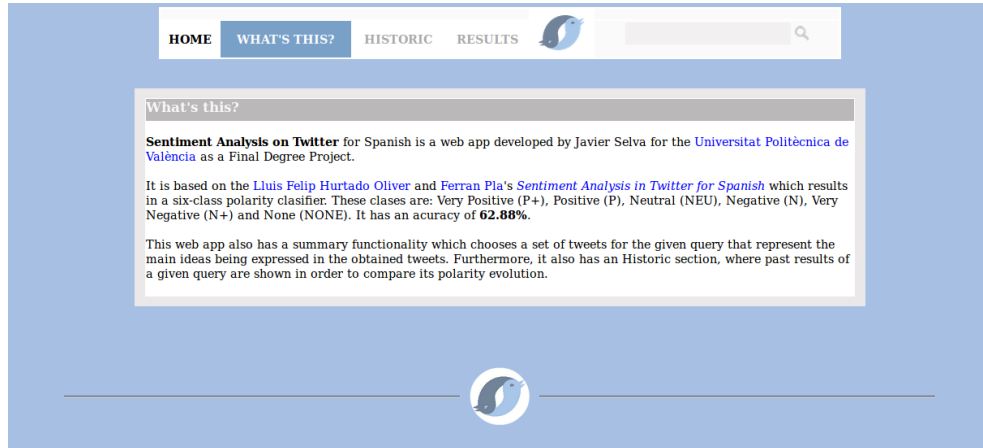 HOME WHAT'S THIS? HISTORIC RESULTS
What's this?
Sentiment Analysis on Twitter for Spanish is a web app developed by Javier Selva for the Universitat Politècnica de
València as a Final Degree Project.
It is based on the Lluis Felip Hurtado Oliver and Ferran Pla's Sentiment Analysis in Twitter for Spanish which results
in a six-class polarity clasifier. These clases are: Very Positive (P+), Positive (P), Neutral (NEU), Negative (N), Very
Negative (N+) and None (NONE). It has an acuracy of 62.88%.
This web app also has a summary functionality which chooses a set of tweets for the given query that represent the
main ideas being expressed in the obtained tweets. Furthermore, it also has an Historic section, where past results of
a given query are shown in order to compare its polarity evolution.